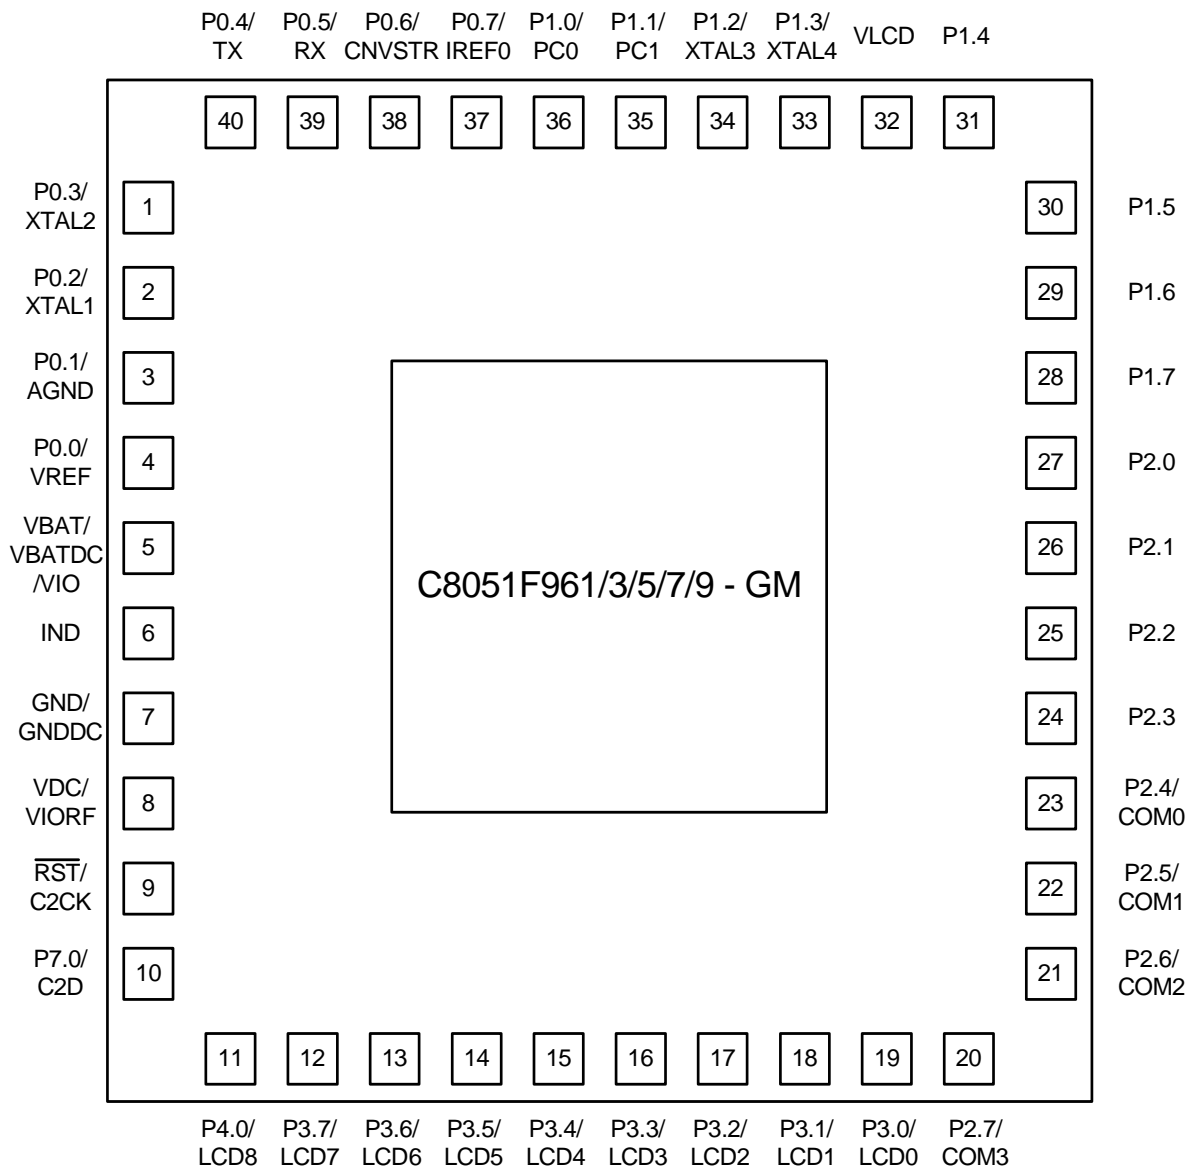 P0.4/
TX
P0.5/
RX
P0.6/
CNVSTR
P0.7/
IREF0
P1.0/
PC0
P1.1/
PC1
P1.2/
XTAL3
P1.3/
XTAL4
VLCD
P1.4
40
39
38
37
36
35
34
33
32
31
P0.3/
XTAL2
1
P0.2/
XTAL1
2
P0.1/
AGND
3
P0.0/
VREF
4
VBAT/
VBATDC
/VIO
5
IND
6
GND/
GNDDC
7
VDC/
VIORF
8
RST/
C2CK
9
P7.0/
C2D
10
C8051F961/3/5/7/9 - GM
30
P1.5
29
P1.6
28
P1.7
27
P2.0
26
P2.1
25
P2.2
24
P2.3
23
P2.4/
COM0
22
P2.5/
COM1
21
P2.6/
COM2
11
12
13
14
15
16
17
18
19
20
P4.0/
LCD8
P3.7/
LCD7
P3.6/
LCD6
P3.5/
LCD5
P3.4/
LCD4
P3.3/
LCD3
P3.2/
LCD2
P3.1/
LCD1
P3.0/
LCD0
P2.7/
COM3